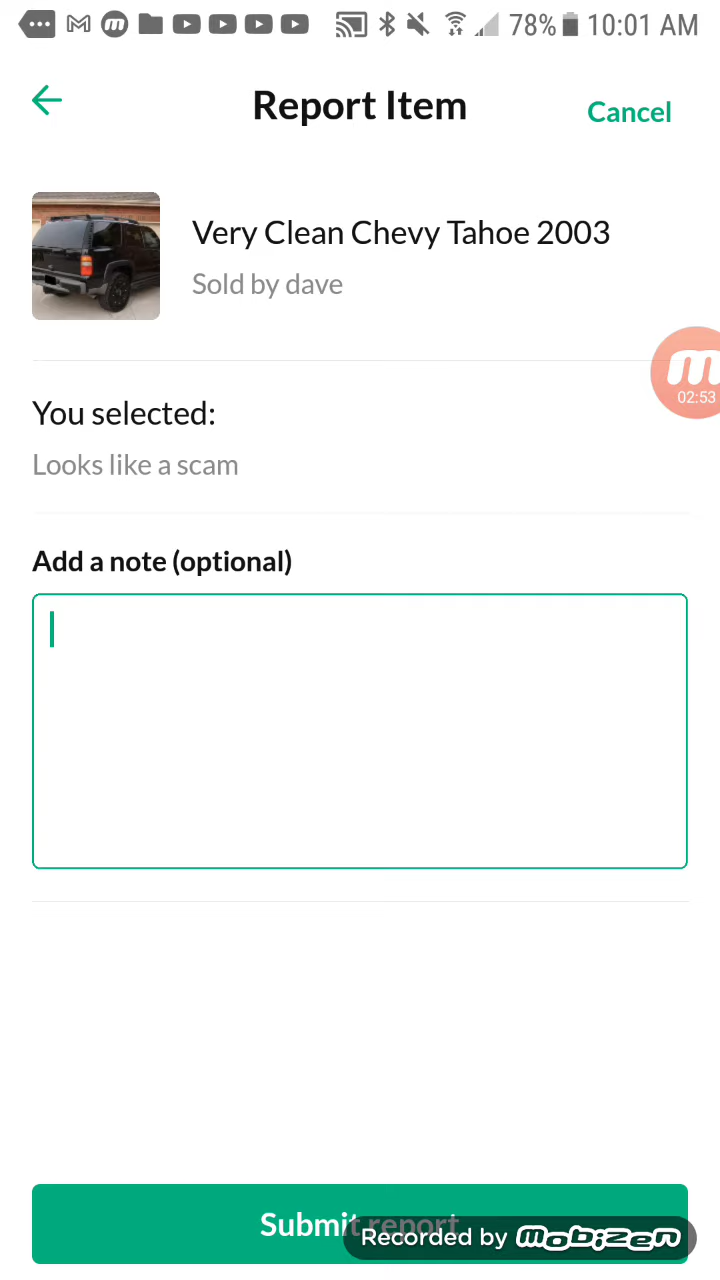 78% 10:01 AM
Report Item
Cancel
Very Clean Chevy Tahoe 2003
Sold by dave
02:53
You selected:
Looks like a scam
Add a note (optional)
Submit report
Recorded by mobizen